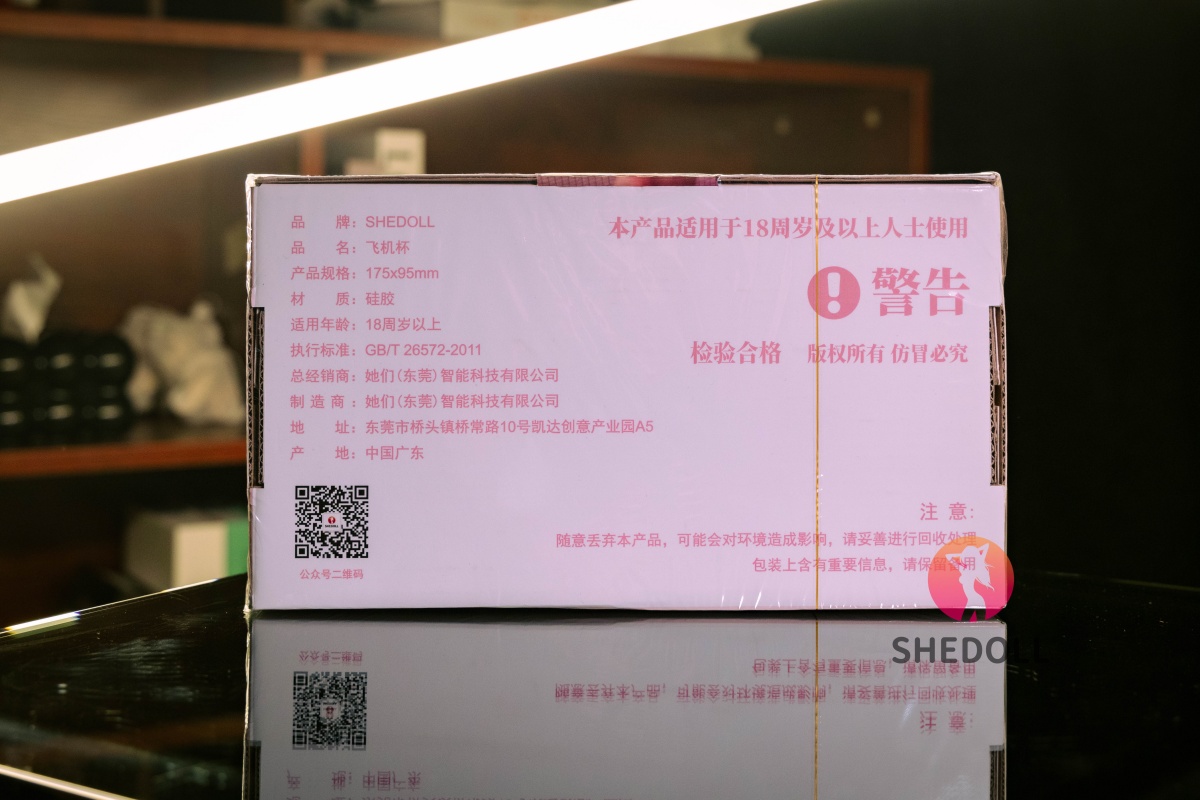 品 牌：SHEDOLL
品 名：飞机杯
产品规格：175x95mm
材 质：硅胶
适用年龄：18周岁以上
执行标准：GB/T 26572-2011
总经销商：她们(东莞)智能科技有限公司
制 造 商：她们(东莞)智能科技有限公司
地 址：东莞市桥头镇桥常路10号凯达创意产业园A5
产 地：中国广东
SHEDOLL
公众号二维码
本产品适用于18周岁及以上人士使用
警告
检验合格 版权所有 仿冒必究
注 意：
随意丢弃本产品，可能会对环境造成影响，请妥善进行回收处理
包装上含有重要信息，请保留备用
SHEDOLL